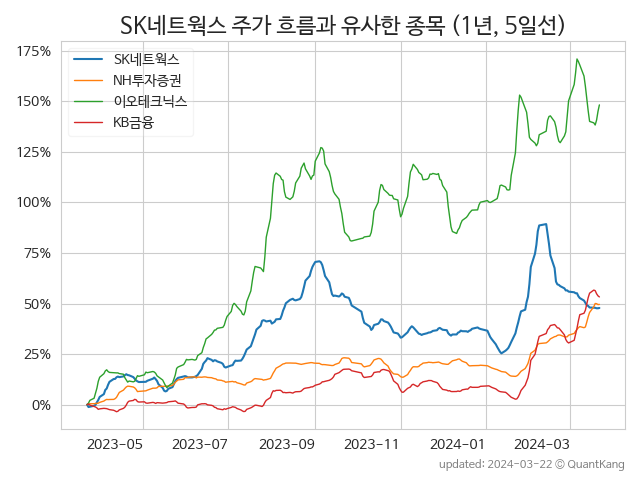 SK네트웍스 주가 흐름과 유사한 종목 (1년, 5일선)
175%
150%
125%
100%
75%
50%
25%
0%
SK네트웍스
NH투자증권
이오테크닉스
KB금융
2023-05
2023-07
2023-09
2023-11
2024-01
2024-03
updated: 2024-03-22 © QuantKang